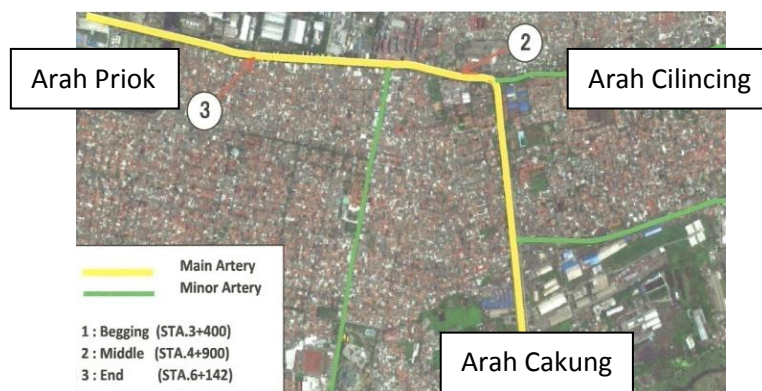 2
Arah Priok
Arah Cilincing
3
Main Artery
Minor Artery
1 : Begging (STA.3+400)
2 : Middle (STA.4+900)
3 : End (STA.6+142)
Arah Cakung